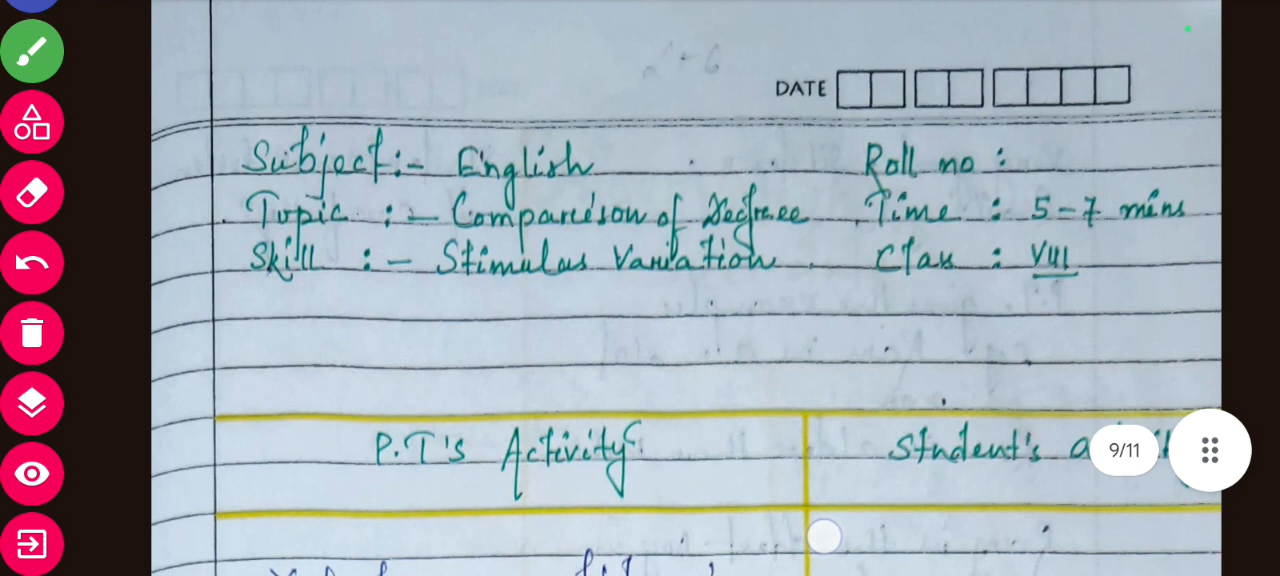 DATE
Subject:- English Roll no :
Topic :- Comparison of Degree Time : 5-7 mins
Skill :- Stimulus Variation Class : VIII
P.T's Activity Student's
9/11